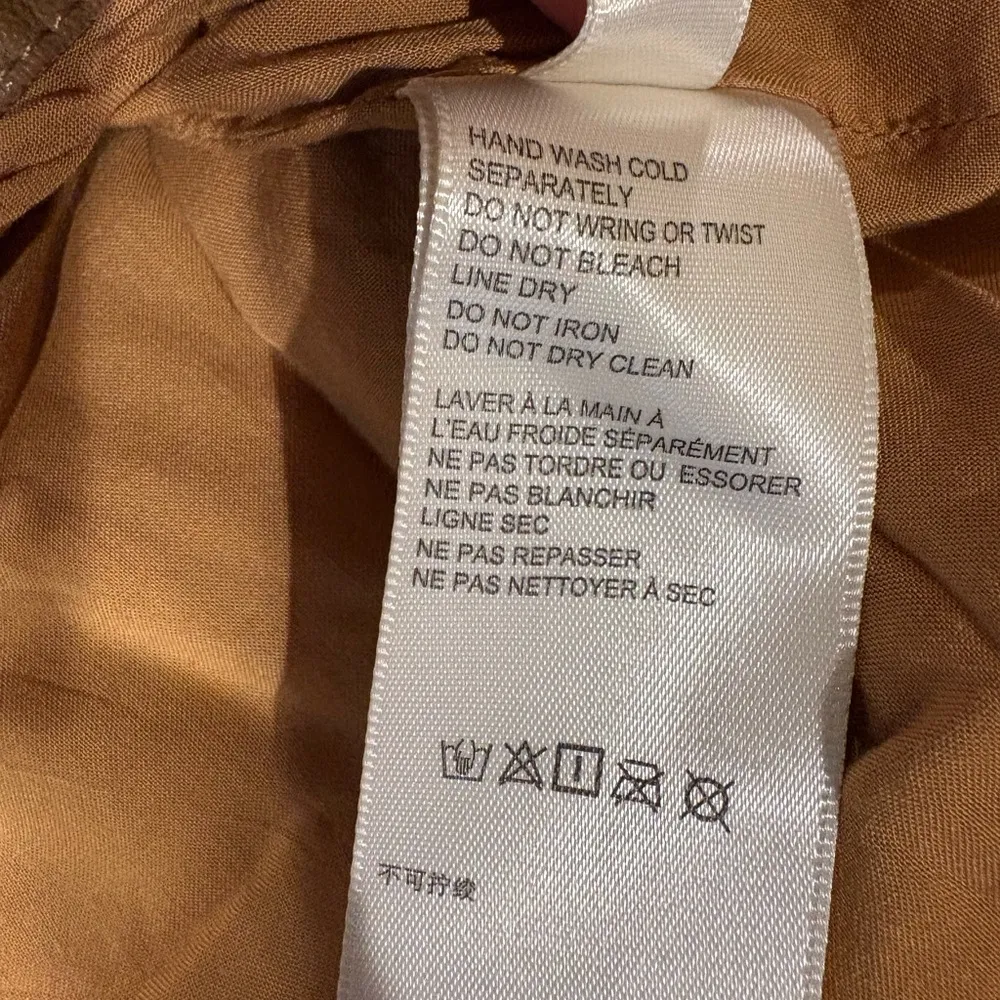 HAND WASH COLD
SEPARATELY
DO NOT WRING OR TWIST
DO NOT BLEACH
LINE DRY
DO NOT IRON
DO NOT DRY CLEAN
LAVER À LA MAIN À
L'EAU FROIDE SÉPARÉMENT
NE PAS TORDRE OU ESSORER
NE PAS BLANCHIR
LIGNE SEC
NE PAS REPASSER
NE PAS NETTOYER À SEC
不可拧绞